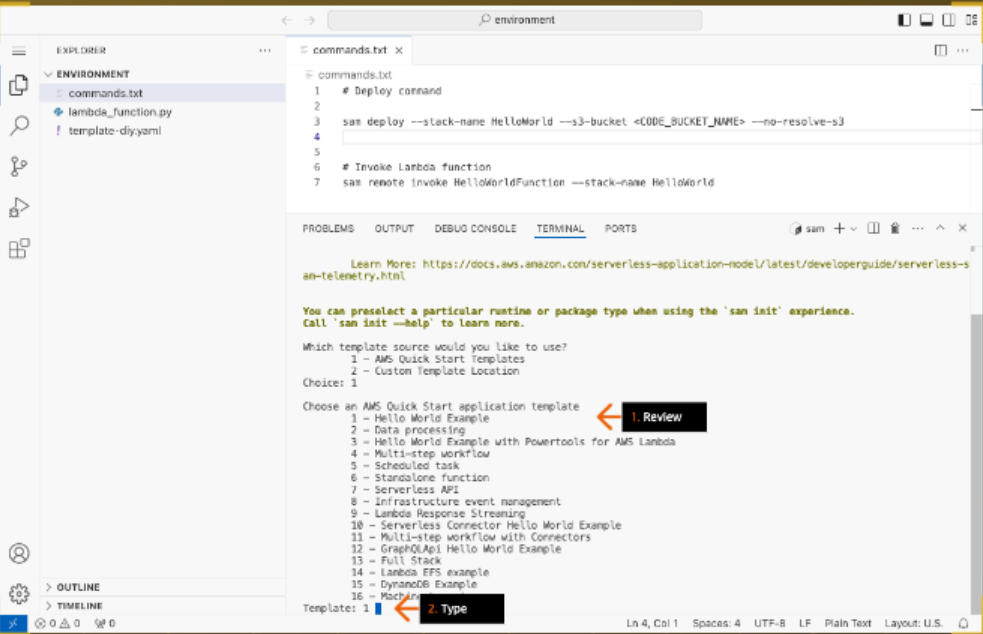 environment
EXPLORER
ENVIRONMENT
commands.txt
lambda_function.py
template-diy.yaml
OUTLINE
TIMELINE
commands.txt
commands.txt
1 # Deploy command
2
3 sam deploy --stack-name HelloWorld --s3-bucket <CODE_BUCKET_NAME> --no-resolve-s3
4
5
6 # Invoke Lambda function
7 sam remote invoke HelloWorldFunction --stack-name HelloWorld
PROBLEMS OUTPUT DEBUG CONSOLE TERMINAL PORTS sam
Learn More: https://docs.aws.amazon.com/serverless-application-model/latest/developerguide/serverless-s
am-telemetry.html
You can preselect a particular runtime or package type when using the `sam init` experience.
Call `sam init --help` to learn more.
Which template source would you like to use?
1 - AWS Quick Start Templates
2 - Custom Template Location
Choice: 1
Choose an AWS Quick Start application template
1 - Hello World Example
2 - Data processing
3 - Hello World Example with Powertools for AWS Lambda
4 - Multi-step workflow
5 - Scheduled task
6 - Standalone function
7 - Serverless API
8 - Infrastructure event management
9 - Lambda Response Streaming
10 - Serverless Connector Hello World Example
11 - Multi-step workflow with Connectors
12 - GraphQLApi Hello World Example
13 - Full Stack
14 - Lambda EFS example
15 - DynamoDB Example
16 -
Template: 1
1. Review
2. Type
0 0 0
Ln 4, Col 1 Spaces: 4 UTF-8 LF Plain Text Layout: U.S.